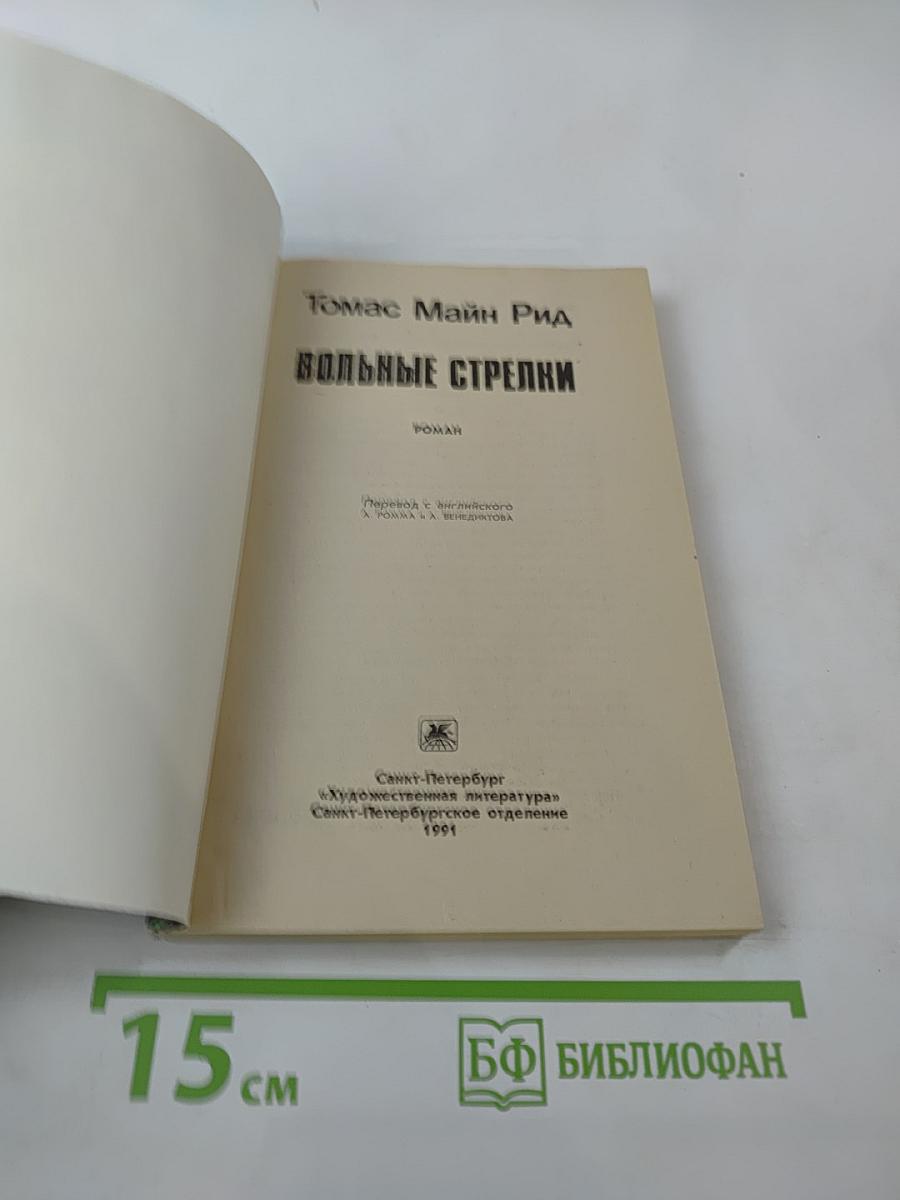 Томас Майн Рид
ВОЛЬНЫЕ СТРЕЛКИ
РОМАН
Перевод с английского
А. РОММА и А. ВЕНЕДИКТОВА
Санкт-Петербург
«Художественная литература»
Санкт-Петербургское отделение
1991
15 см
БФ БИБЛИОФАН